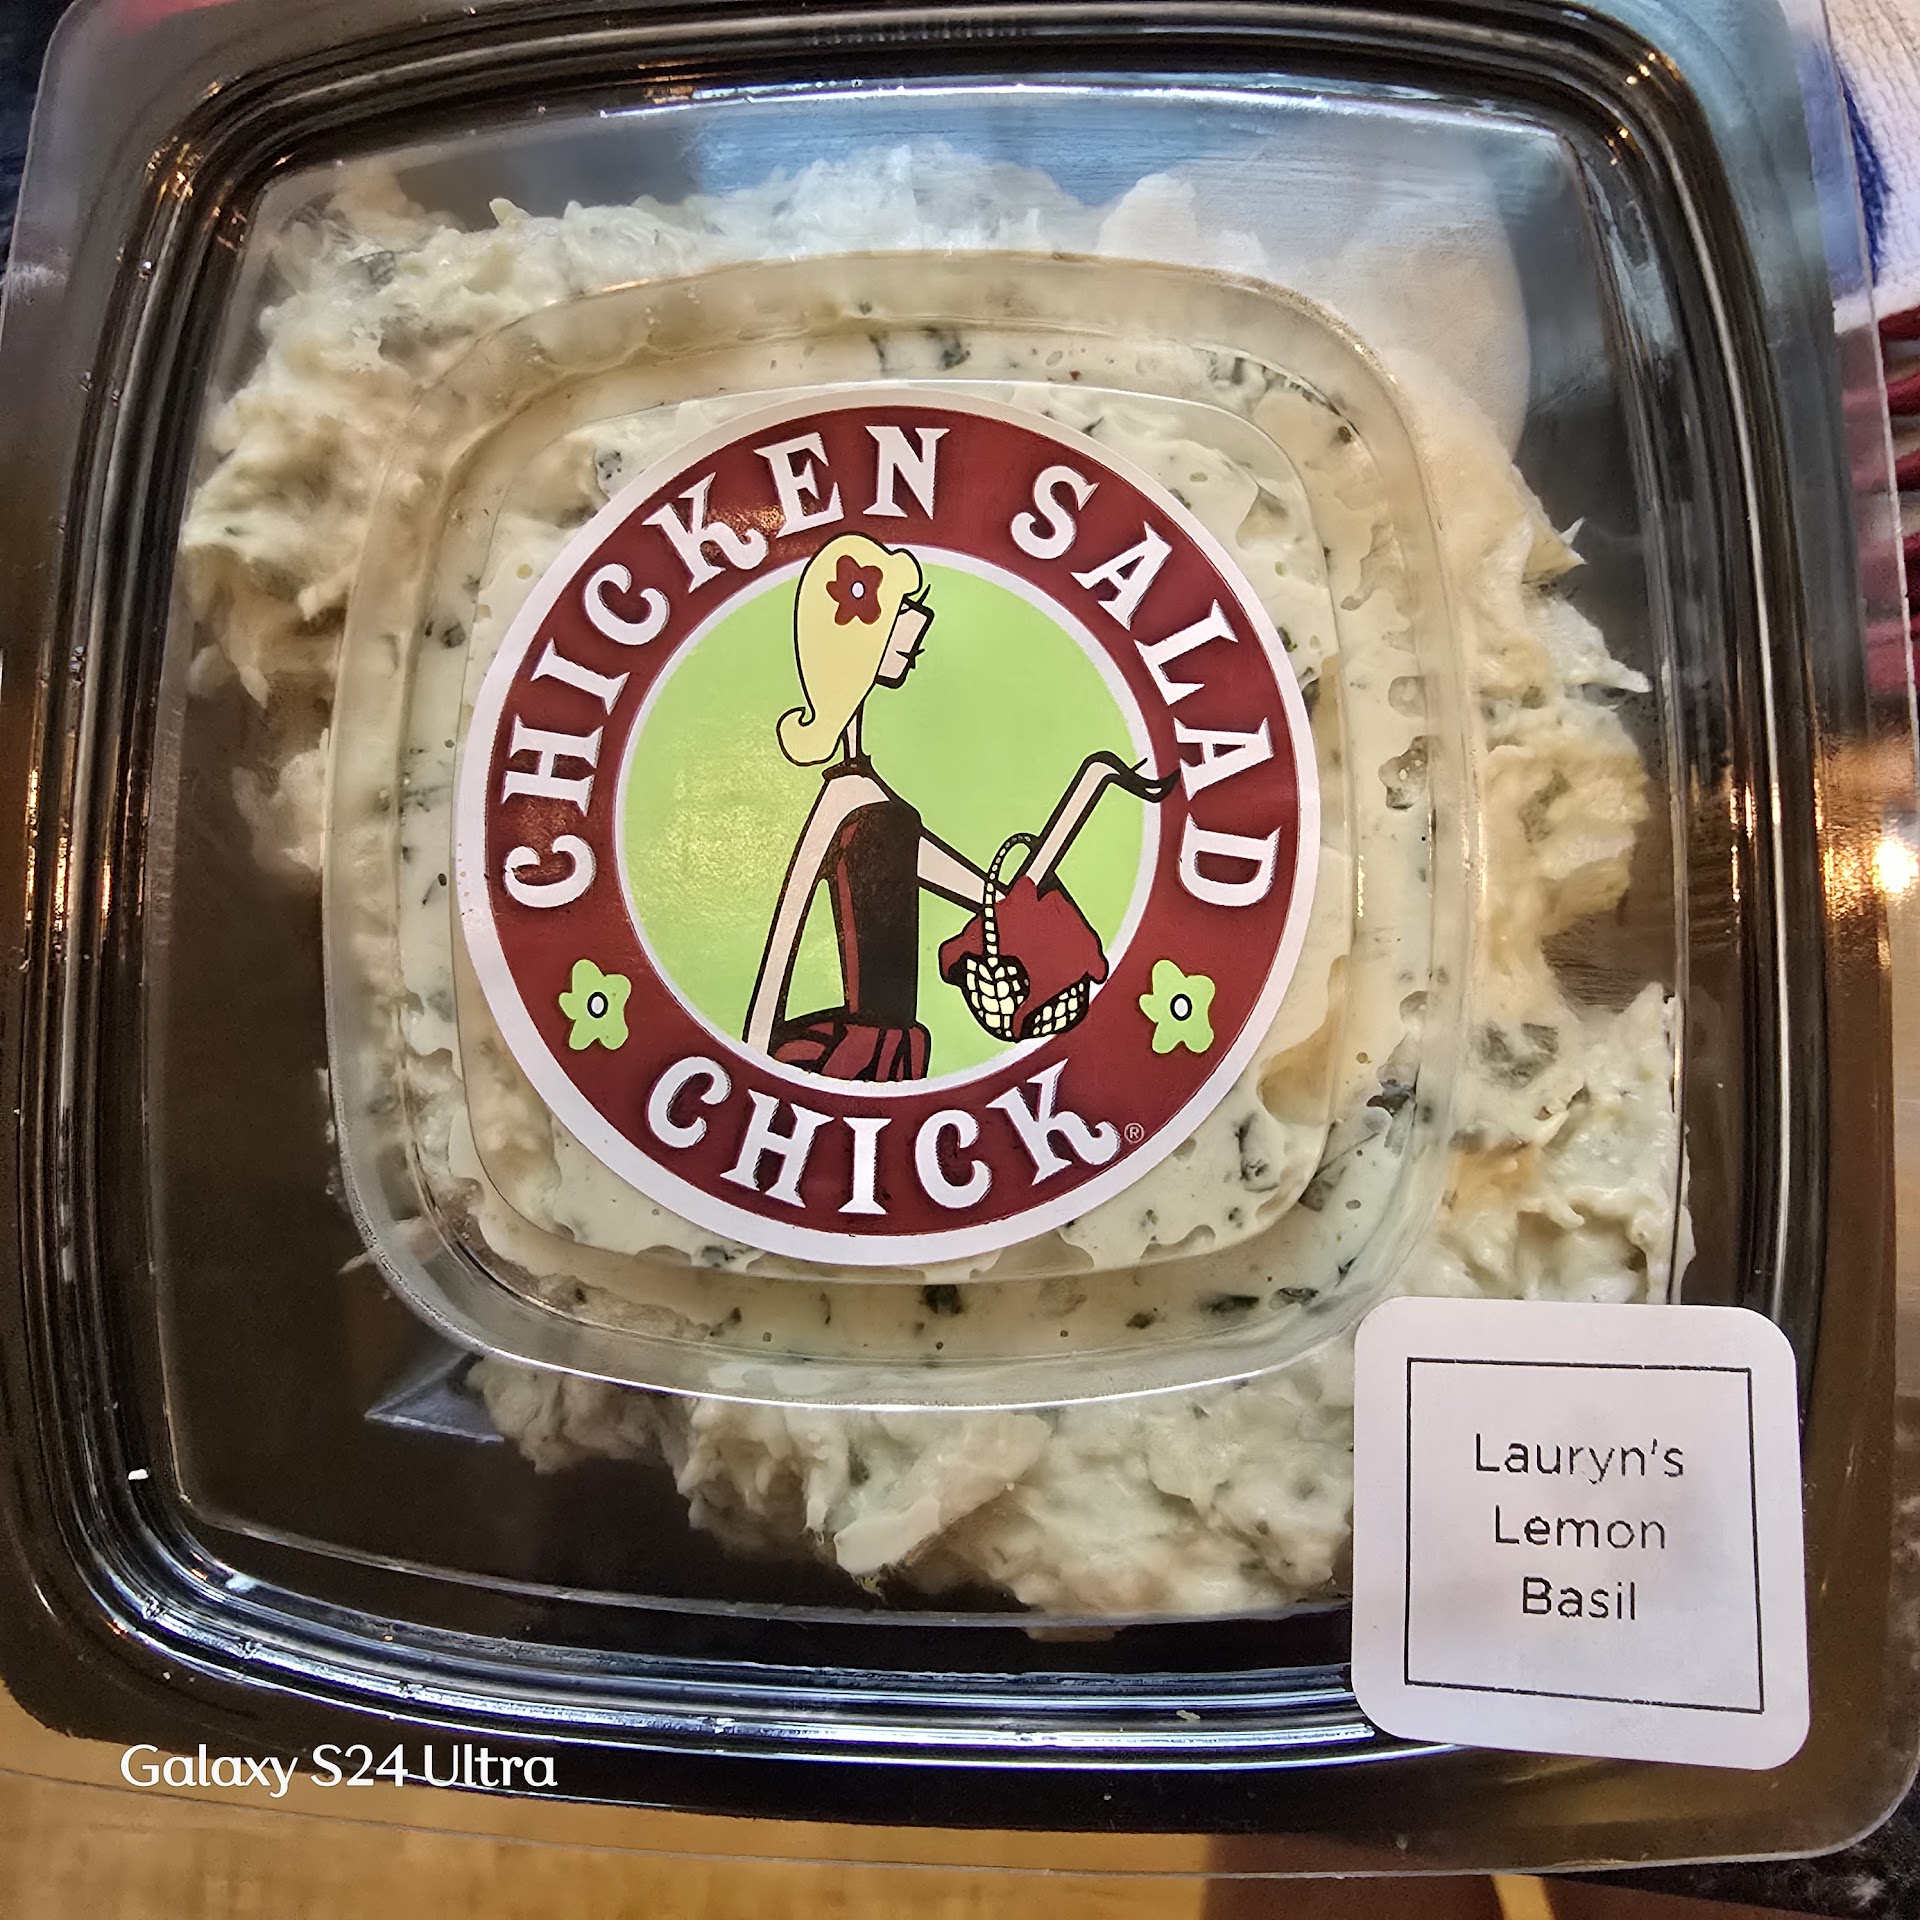 CHICKEN SALAD
CHICK®
Lauryn's
Lemon
Basil
Galaxy S24 Ultra